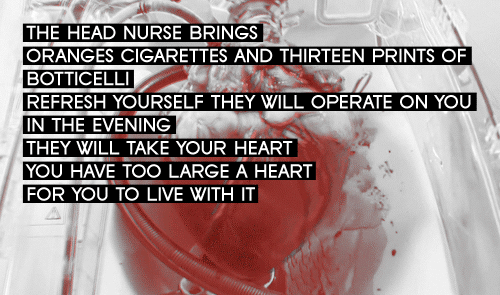 THE HEAD NURSE BRINGS
ORANGES CIGARETTES AND THIRTEEN PRINTS OF
BOTTICELLI
REFRESH YOURSELF THEY WILL OPERATE ON YOU
IN THE EVENING
THEY WILL TAKE YOUR HEART
YOU HAVE TOO LARGE A HEART
FOR YOU TO LIVE WITH IT